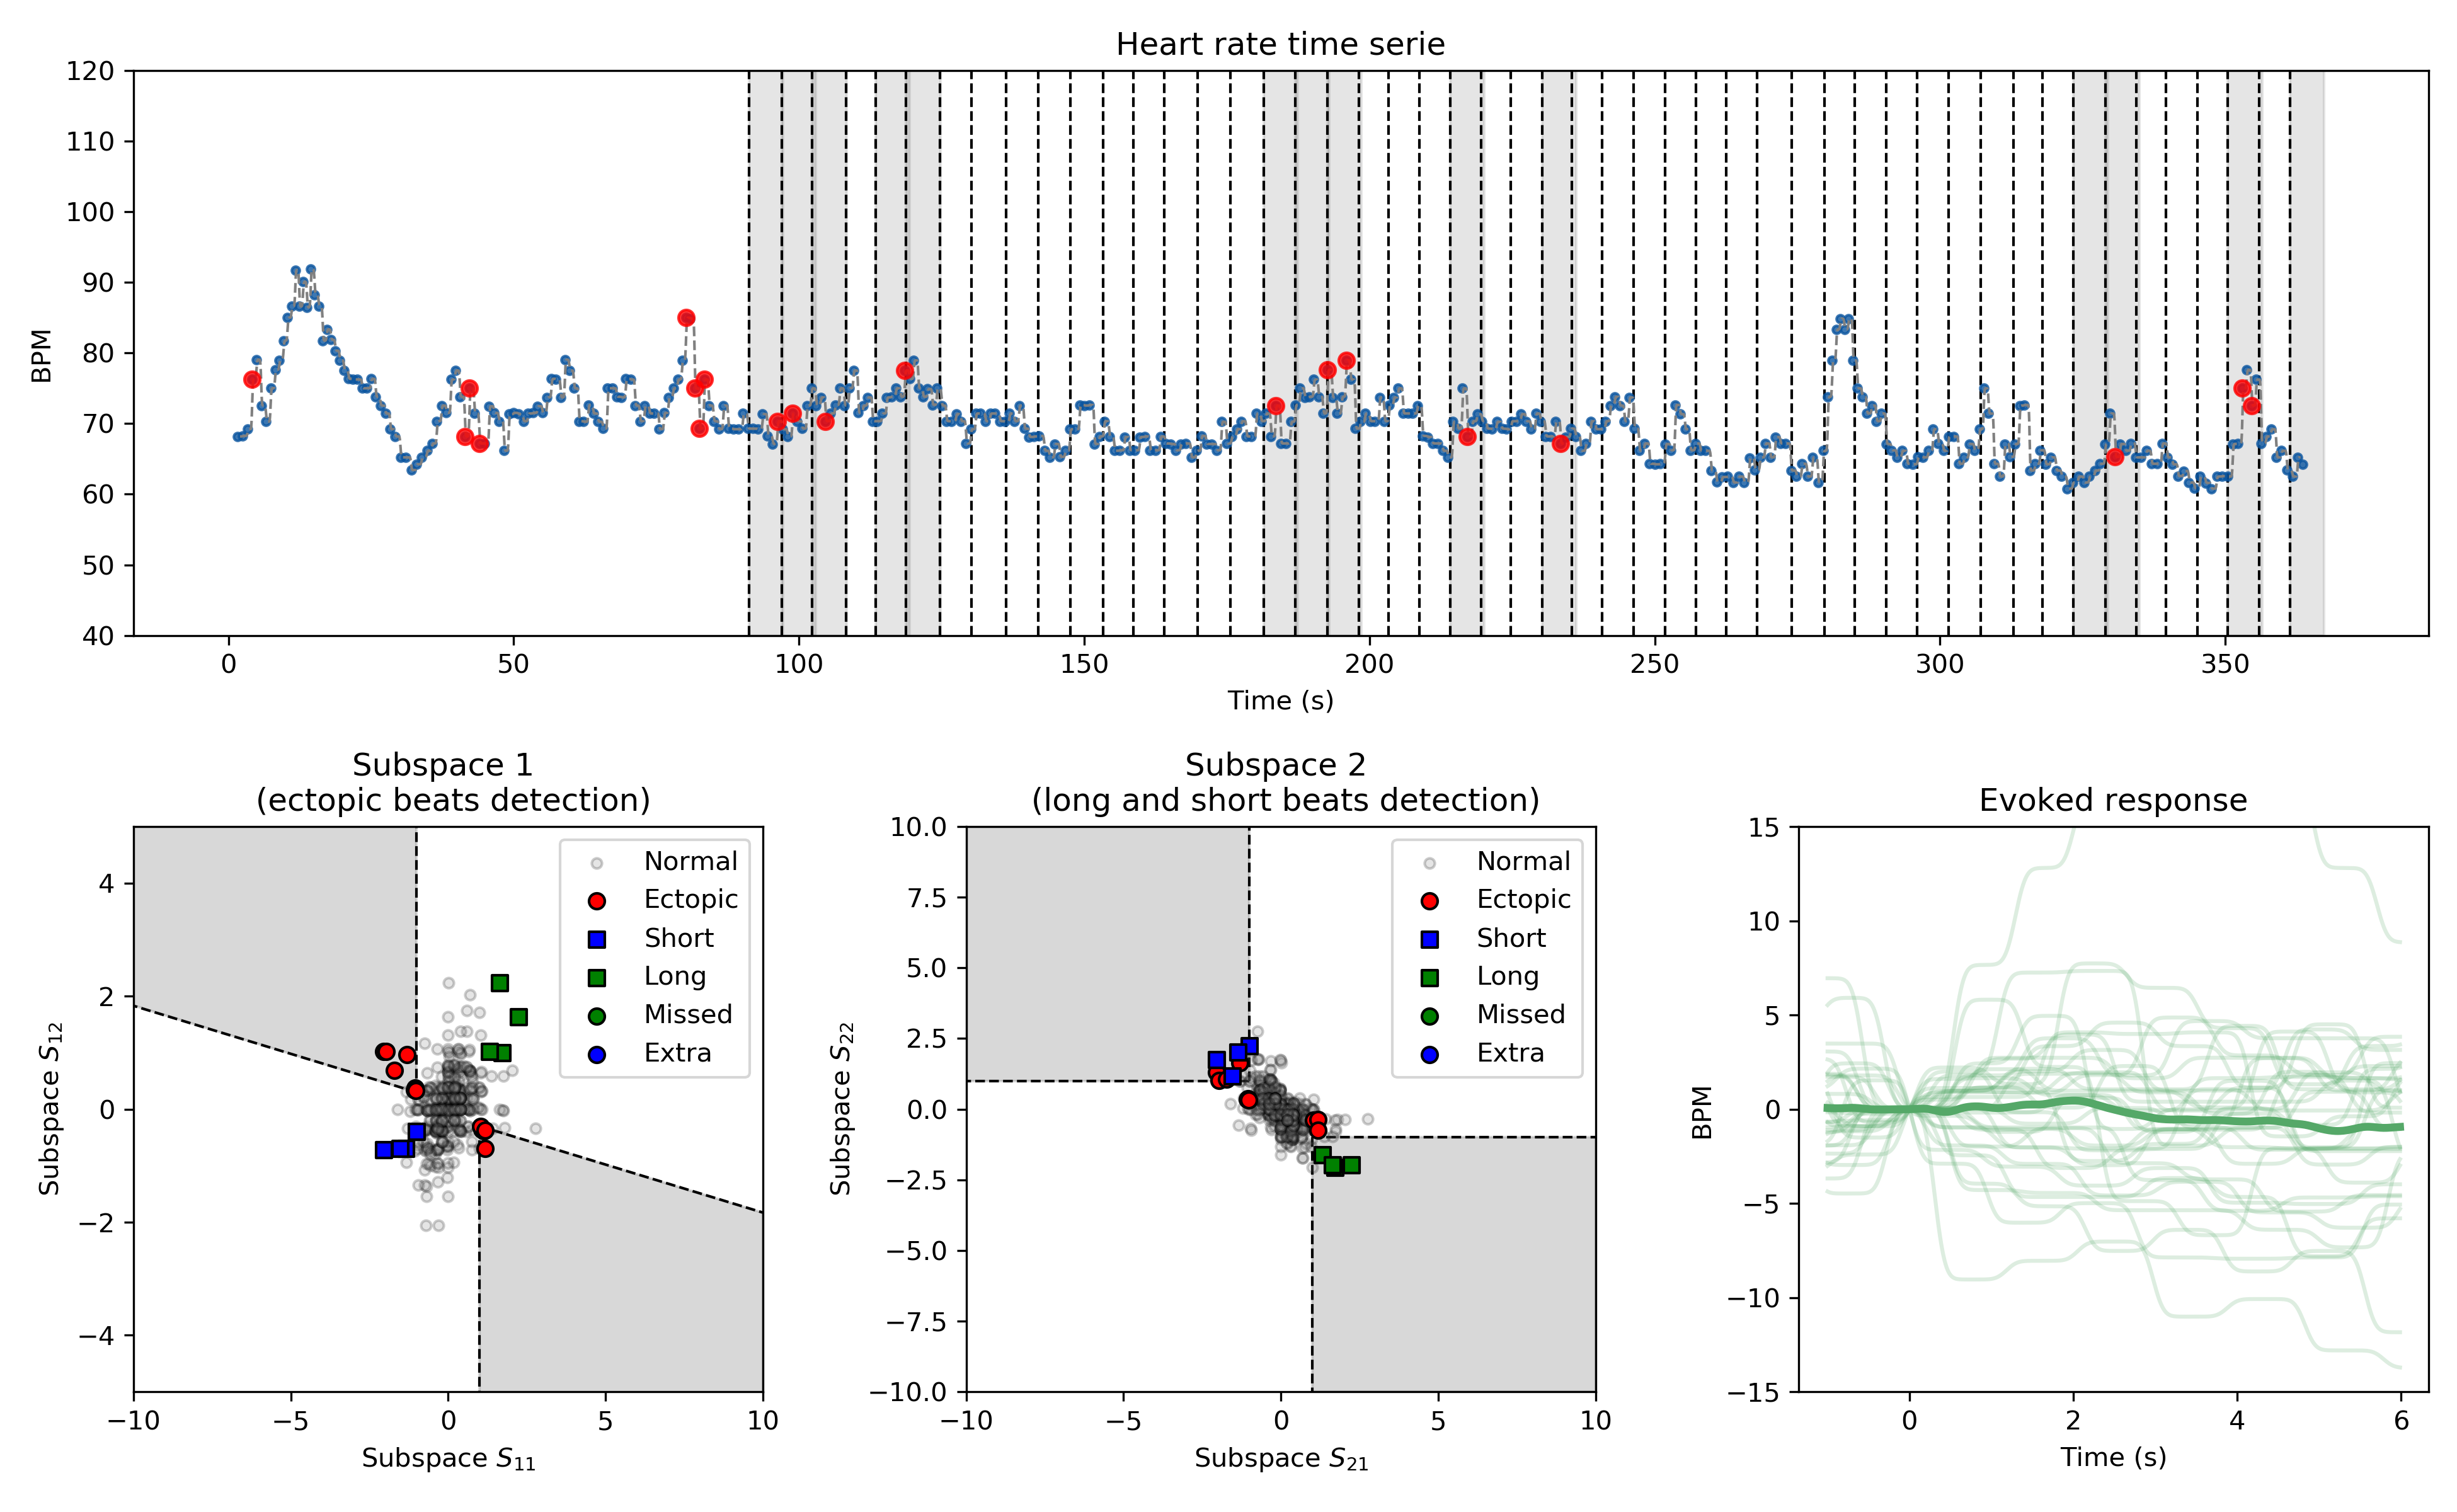 Heart rate time serie
120
110
100
90
80
70
60
50
40
BPM
0 50 100 150 200 250 300 350
Time (s)
Subspace 1
(ectopic beats detection)
4
2
0
−2
−4
Subspace S12
Normal
Ectopic
Short
Long
Missed
Extra
−10 −5 0 5 10
Subspace S11
Subspace 2
(long and short beats detection)
10.0
7.5
5.0
2.5
0.0
−2.5
−5.0
−7.5
−10.0
Subspace S22
Normal
Ectopic
Short
Long
Missed
Extra
−10 −5 0 5 10
Subspace S21
Evoked response
15
10
5
0
−5
−10
−15
BPM
0 2 4 6
Time (s)